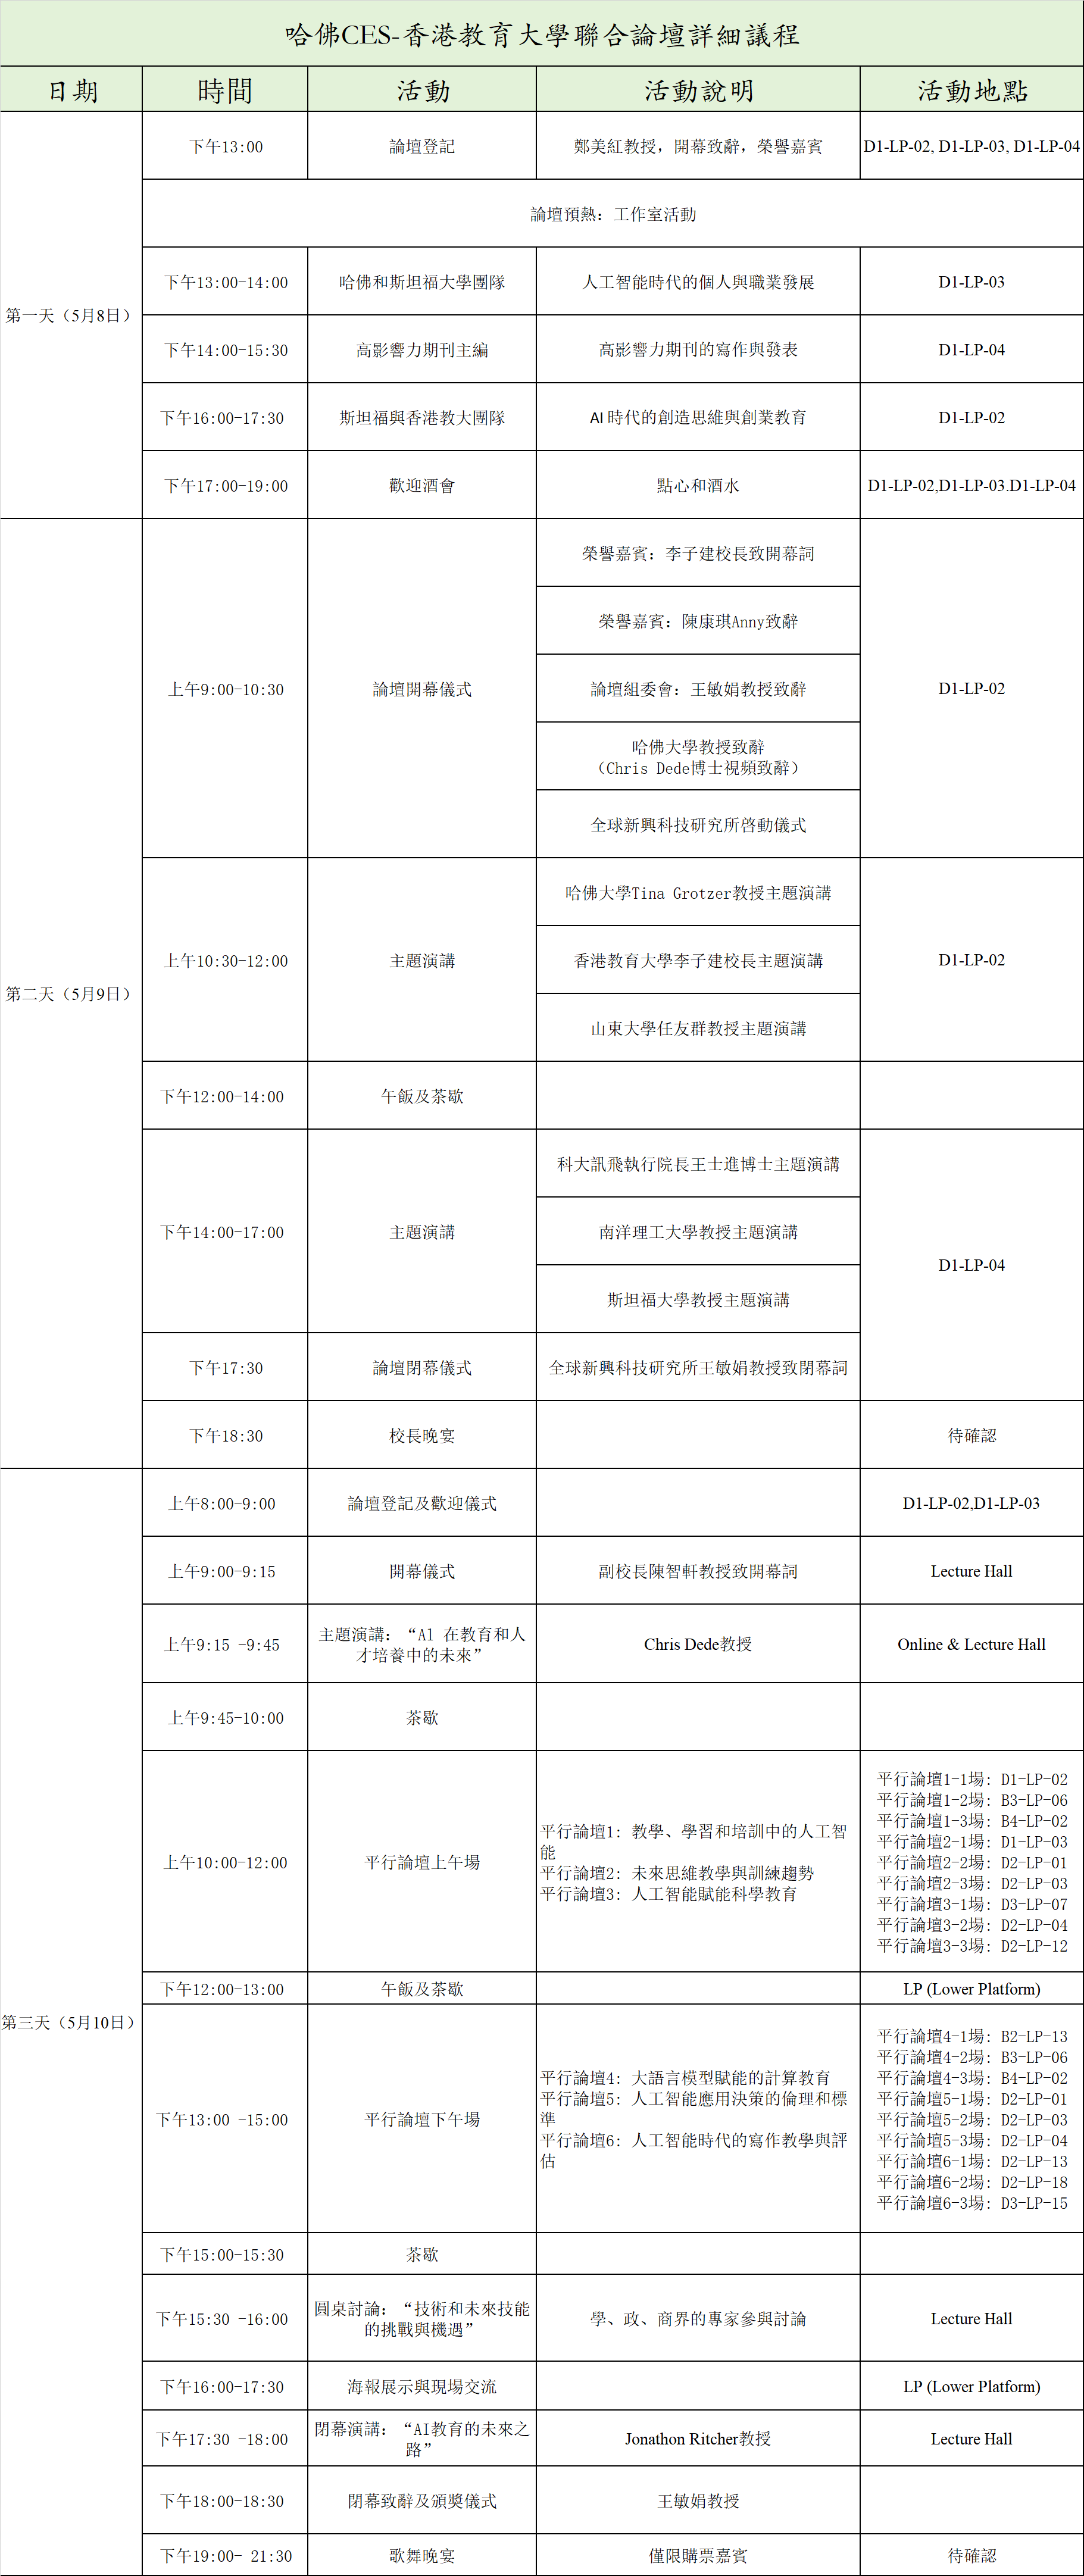 哈佛CES-香港教育大學聯合論壇詳細議程
日期 時間 活動 活動說明 活動地點
第一天（5月8日）
下午13:00 論壇登記 鄭美紅教授，開幕致辭，榮譽嘉賓 D1-LP-02, D1-LP-03, D1-LP-04
論壇預熱：工作室活動
下午13:00-14:00 哈佛和斯坦福大學團隊 人工智能時代的個人與職業發展 D1-LP-03
下午14:00-15:30 高影響力期刊主編 高影響力期刊的寫作與發表 D1-LP-04
下午16:00-17:30 斯坦福與香港教大團隊 AI 時代的創造思維與創業教育 D1-LP-02
下午17:00-19:00 歡迎酒會 點心和酒水 D1-LP-02,D1-LP-03.D1-LP-04
第二天（5月9日）
上午9:00-10:30 論壇開幕儀式 D1-LP-02
榮譽嘉賓：李子建校長致開幕詞
榮譽嘉賓：陳康琪Anny致辭
論壇組委會：王敏娟教授致辭
哈佛大學教授致辭
（Chris Dede博士視頻致辭）
全球新興科技研究所啓動儀式
上午10:30-12:00 主題演講 D1-LP-02
哈佛大學Tina Grotzer教授主題演講
香港教育大學李子建校長主題演講
山東大學任友群教授主題演講
下午12:00-14:00 午飯及茶歇
下午14:00-17:00 主題演講 D1-LP-04
科大訊飛執行院長王士進博士主題演講
南洋理工大學教授主題演講
斯坦福大學教授主題演講
下午17:30 論壇閉幕儀式 全球新興科技研究所王敏娟教授致閉幕詞
下午18:30 校長晚宴 待確認
第三天（5月10日）
上午8:00-9:00 論壇登記及歡迎儀式 D1-LP-02,D1-LP-03
上午9:00-9:15 開幕儀式 副校長陳智軒教授致開幕詞 Lecture Hall
上午9:15 -9:45 主題演講：“Al 在教育和人
才培養中的未來” Chris Dede教授 Online & Lecture Hall
上午9:45-10:00 茶歇
上午10:00-12:00 平行論壇上午場
平行論壇1: 教學、學習和培訓中的人工智
能
平行論壇2: 未來思維教學與訓練趨勢
平行論壇3: 人工智能賦能科學教育
平行論壇1-1場: D1-LP-02
平行論壇1-2場: B3-LP-06
平行論壇1-3場: B4-LP-02
平行論壇2-1場: D1-LP-03
平行論壇2-2場: D2-LP-01
平行論壇2-3場: D2-LP-03
平行論壇3-1場: D3-LP-07
平行論壇3-2場: D2-LP-04
平行論壇3-3場: D2-LP-12
下午12:00-13:00 午飯及茶歇 LP (Lower Platform)
下午13:00 -15:00 平行論壇下午場
平行論壇4: 大語言模型賦能的計算教育
平行論壇5: 人工智能應用決策的倫理和標
準
平行論壇6: 人工智能時代的寫作教學與評
估
平行論壇4-1場: B2-LP-13
平行論壇4-2場: B3-LP-06
平行論壇4-3場: B4-LP-02
平行論壇5-1場: D2-LP-01
平行論壇5-2場: D2-LP-03
平行論壇5-3場: D2-LP-04
平行論壇6-1場: D2-LP-13
平行論壇6-2場: D2-LP-18
平行論壇6-3場: D3-LP-15
下午15:00-15:30 茶歇
下午15:30 -16:00 圓桌討論：“技術和未來技能
的挑戰與機遇” 學、政、商界的專家參與討論 Lecture Hall
下午16:00-17:30 海報展示與現場交流 LP (Lower Platform)
下午17:30 -18:00 閉幕演講：“AI教育的未來之
路” Jonathon Ritcher教授 Lecture Hall
下午18:00-18:30 閉幕致辭及頒獎儀式 王敏娟教授
下午19:00- 21:30 歌舞晚宴 僅限購票嘉賓 待確認